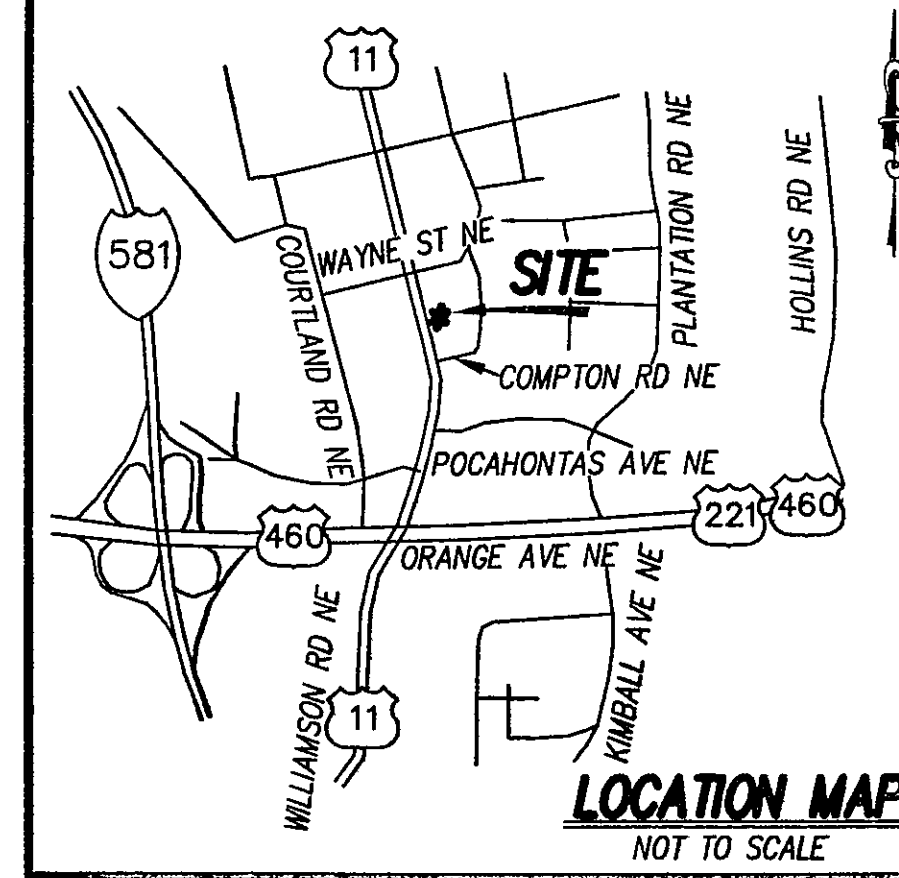 11
581
COURTLAND RD NE
WAYNE ST NE
SITE
PLANTATION RD NE
HOLLINS RD NE
COMPTON RD NE
POCAHONTAS AVE NE
460
221
460
ORANGE AVE NE
WILLIAMSON RD NE
11
KIMBALL AVE NE
LOCATION MAP
NOT TO SCALE